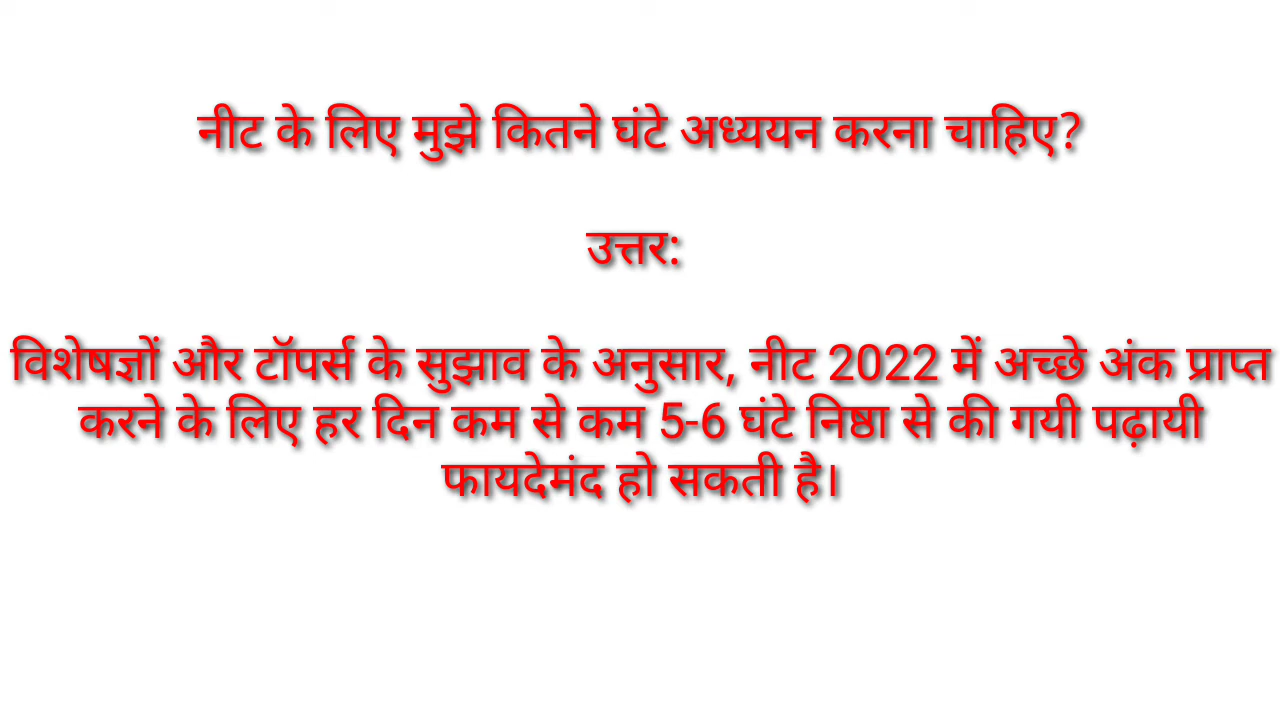 नीट के लिए मुझे कितने घंटे अध्ययन करना चाहिए?
उत्तर:
विशेषज्ञों और टॉपर्स के सुझाव के अनुसार, नीट 2022 में अच्छे अंक प्राप्त
करने के लिए हर दिन कम से कम 5-6 घंटे निष्ठा से की गयी पढ़ायी
फायदेमंद हो सकती है।